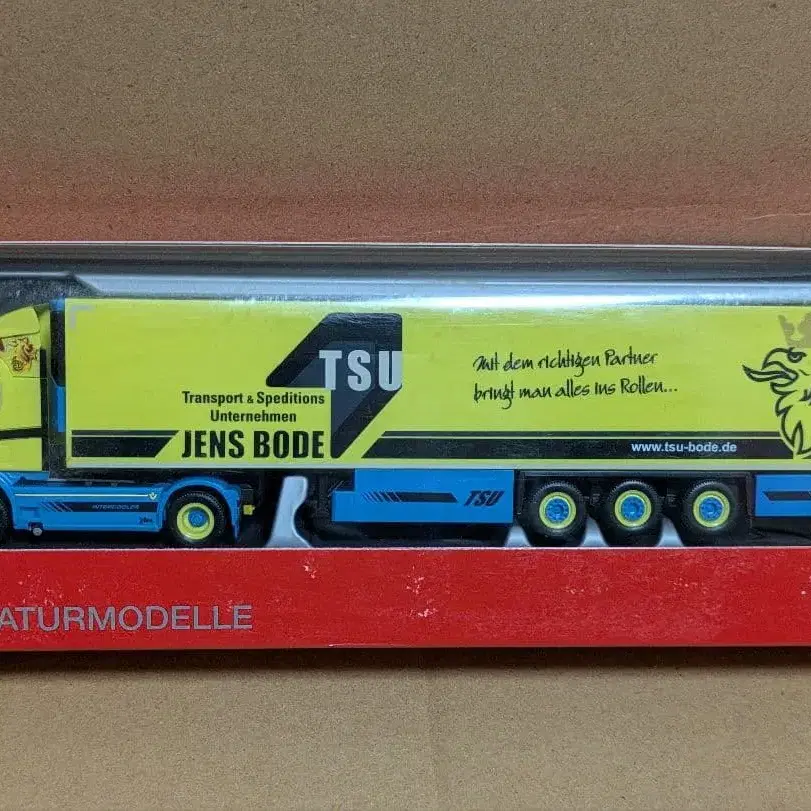 TSU
Transport & Speditions
Unternehmen
JENS BODE
Mit dem richtigen Partner
bringt man alles ins Rollen...
www.tsu-bode.de
INTERCOOLER
TSU
ATURMODELLE